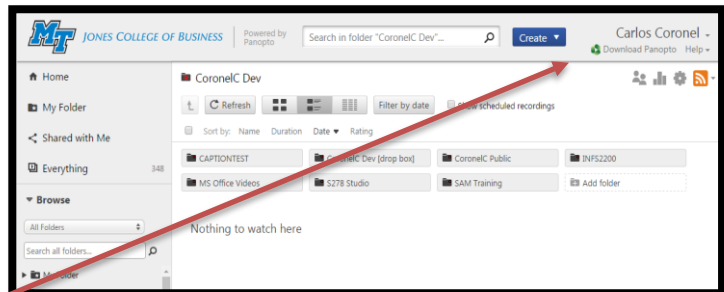 MT JONES COLLEGE OF BUSINESS
Powered by
Panopto
Search in folder "CoronelC Dev"...
Create
Carlos Coronel
Download Panopto Help
Home
My Folder
Shared with Me
Everything 348
Browse
All Folders
Search all folders...
My Folder
CoronelC Dev
Refresh
Filter by date
Show scheduled recordings
Sort by: Name Duration Date Rating
CAPTIONTEST
CoronelC Dev [drop box]
CoronelC Public
INFS2200
MS Office Videos
S278 Studio
SAM Training
Add folder
Nothing to watch here